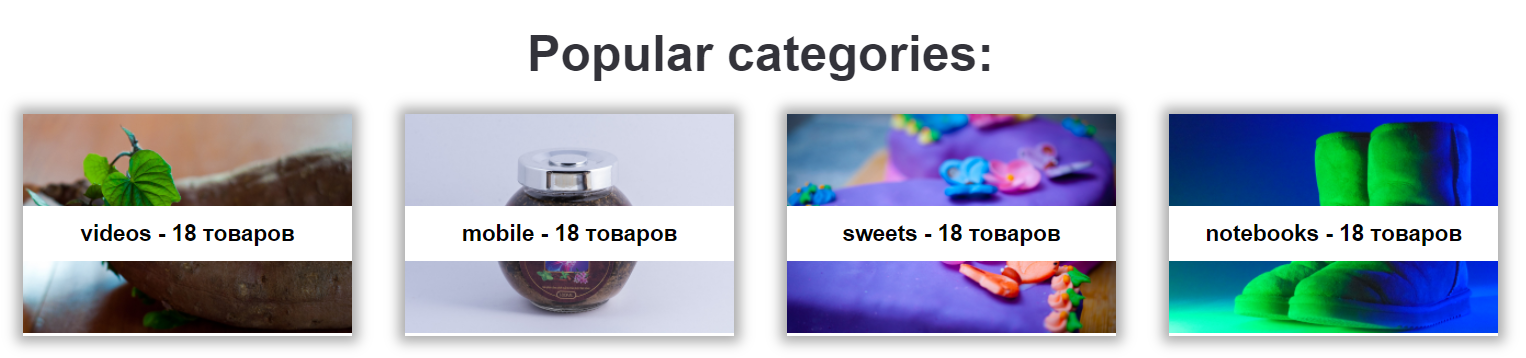 Popular categories:
videos - 18 товаров
mobile - 18 товаров
sweets - 18 товаров
notebooks - 18 товаров